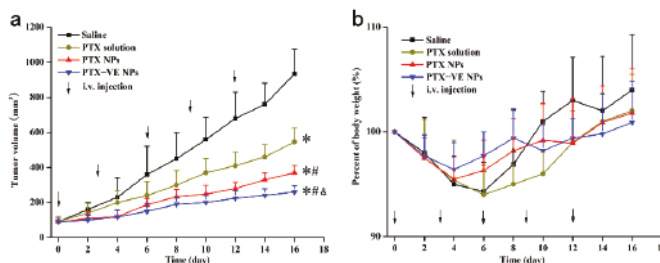 a
Saline
PTX solution
PTX NPs
PTX-VE NPs
i.v. injection
Tumor volume (mm³)
1200
1000
800
600
400
200
0
*
*#
*#&
0 2 4 6 8 10 12 14 16 18
Time (day)
b
Saline
PTX solution
PTX NPs
PTX-VE NPs
i.v. injection
Percent of body weight (%)
110
100
90
0 2 4 6 8 10 12 14 16 18
Time (day)